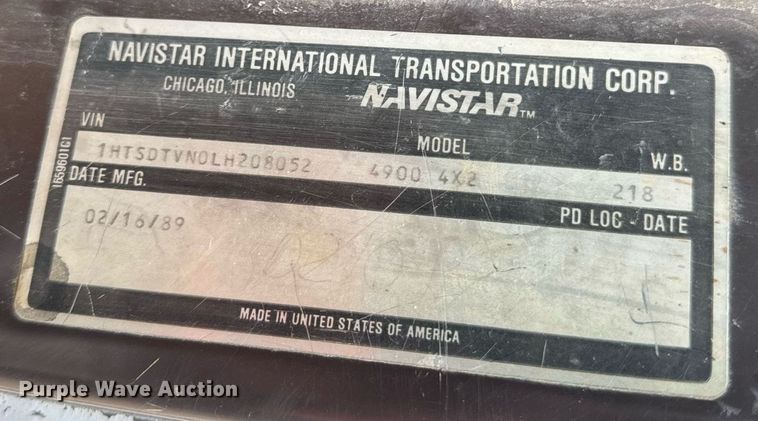 NAVISTAR INTERNATIONAL TRANSPORTATION CORP.
CHICAGO, ILLINOIS NAVISTAR™
VIN MODEL W.B.
1HTSDTVN0LH208052 4900 4X2 218
1659601C1
DATE MFG. PD LOC - DATE
02/16/89
MADE IN UNITED STATES OF AMERICA
Purple Wave Auction